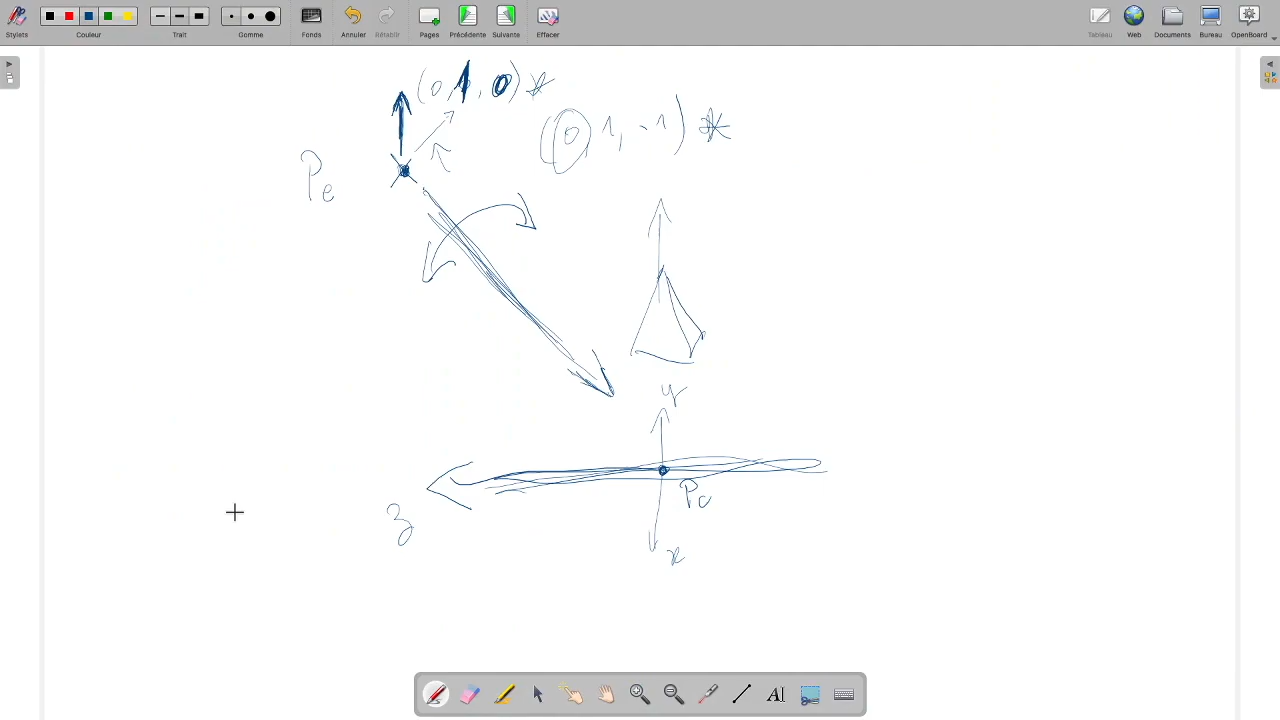 Stylets Couleur Trait Gomme Fonds Annuler Rétablir Pages Précédente Suivante Effacer Tableau Web Documents Bureau OpenBoard
(0, 1, 0) *
(0, 1, -1) *
Pe
y
Pc
z
x
AI